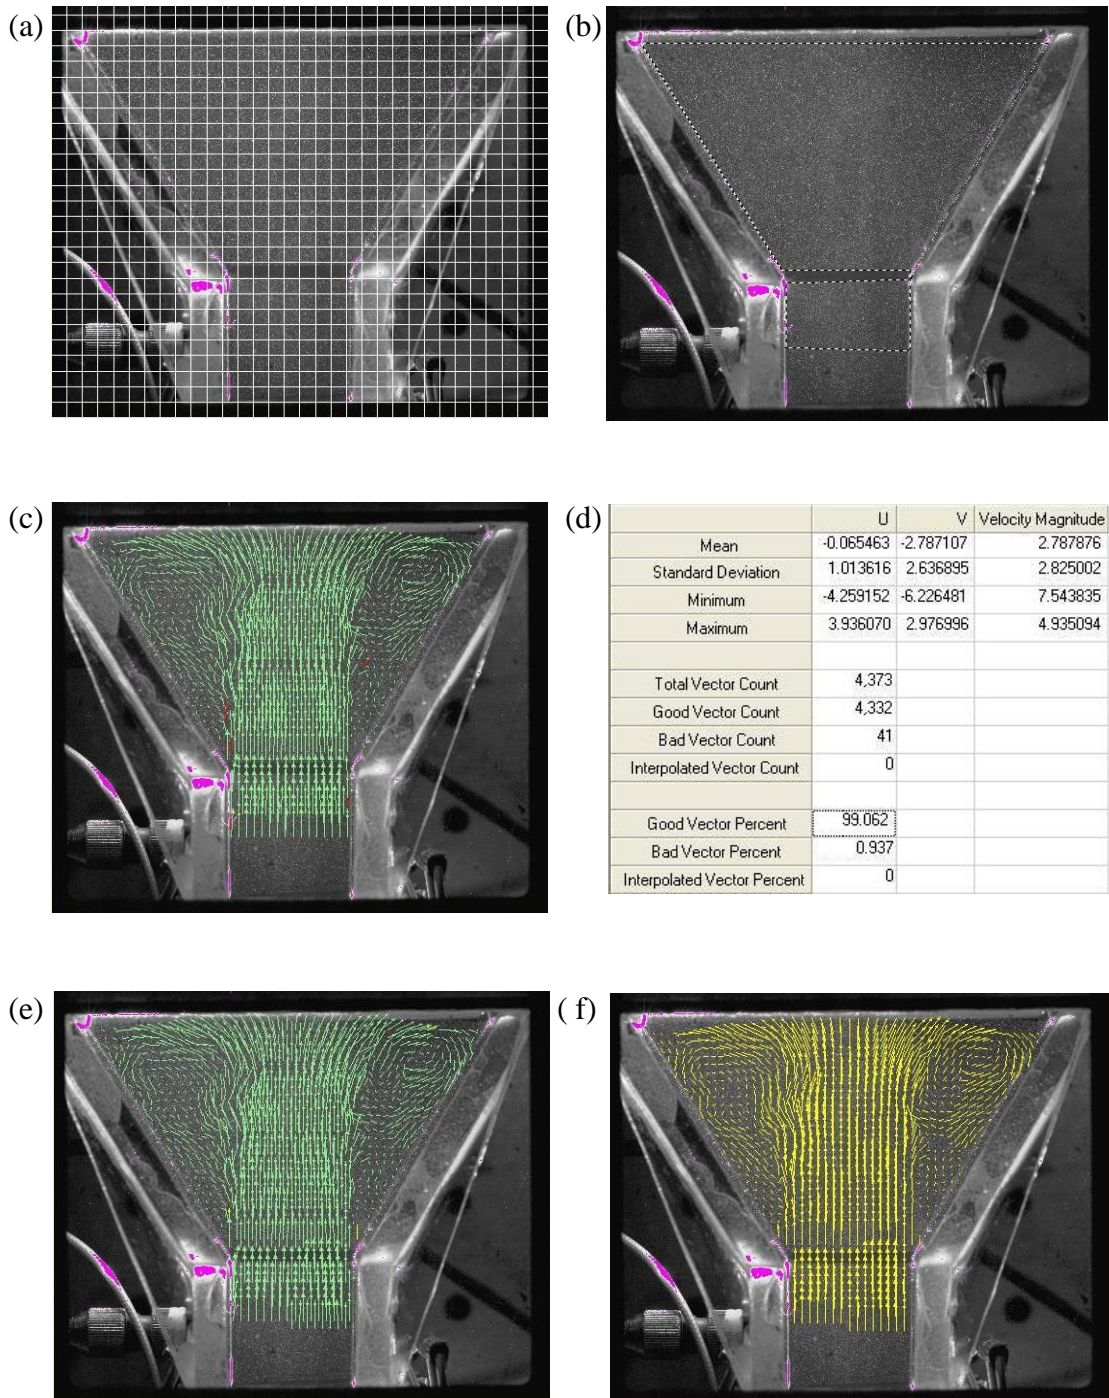 (a)
(b)
(c)
(d)
U V Velocity Magnitude
Mean -0.065463 -2.787107 2.787876
Standard Deviation 1.013616 2.636895 2.825002
Minimum -4.259152 -6.226481 7.543835
Maximum 3.936070 2.976996 4.935094
Total Vector Count 4,373
Good Vector Count 4,332
Bad Vector Count 41
Interpolated Vector Count 0
Good Vector Percent 99.062
Bad Vector Percent 0.937
Interpolated Vector Percent 0
(e)
( f)